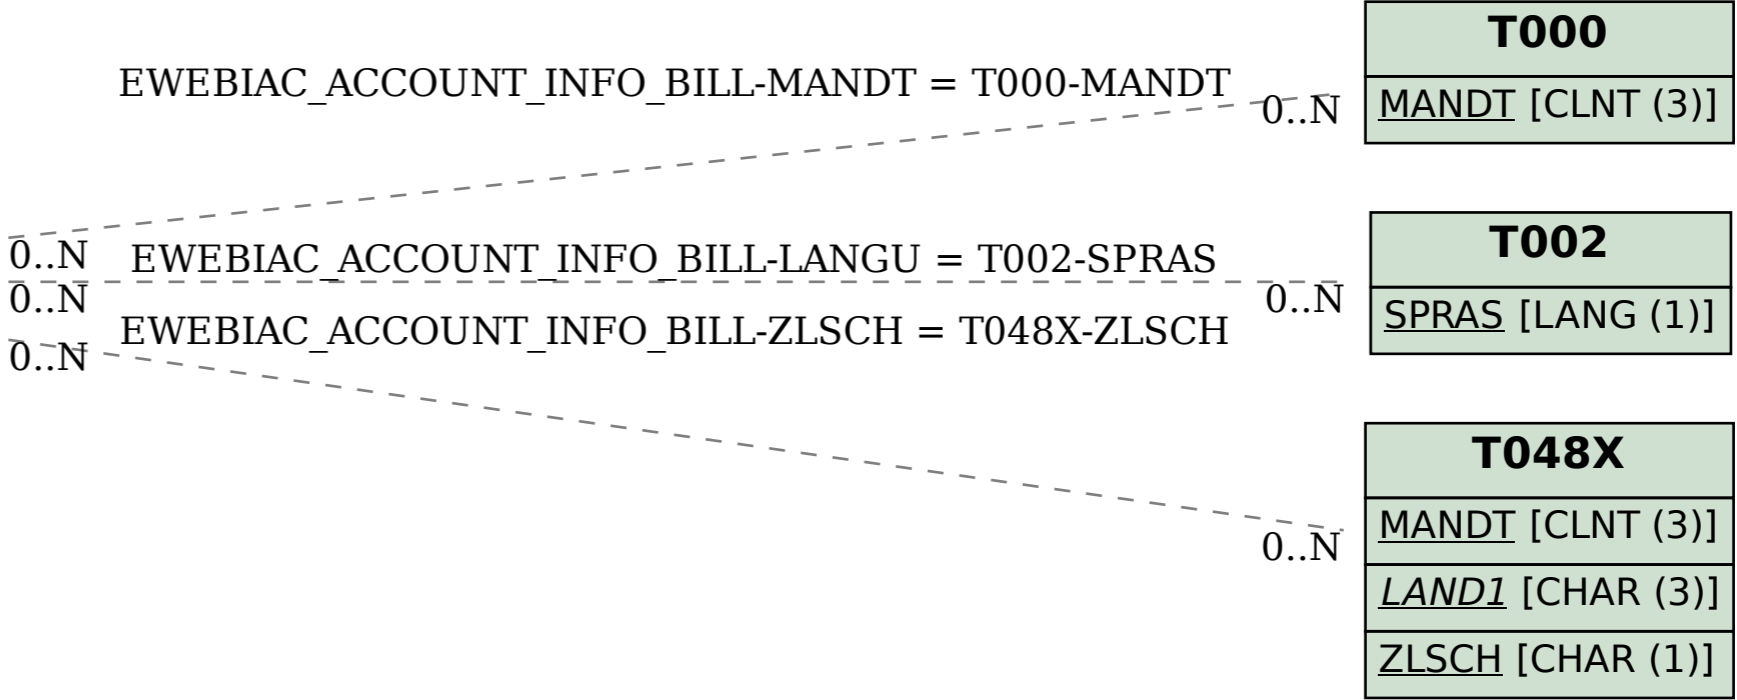 T000
EWEBIAC_ACCOUNT_INFO_BILL-MANDT = T000-MANDT
0..N
MANDT [CLNT (3)]
0..N
EWEBIAC_ACCOUNT_INFO_BILL-LANGU = T002-SPRAS
T002
0..N
0..N
SPRAS [LANG (1)]
EWEBIAC_ACCOUNT_INFO_BILL-ZLSCH = T048X-ZLSCH
0..N
T048X
0..N
MANDT [CLNT (3)]
LAND1 [CHAR (3)]
ZLSCH [CHAR (1)]